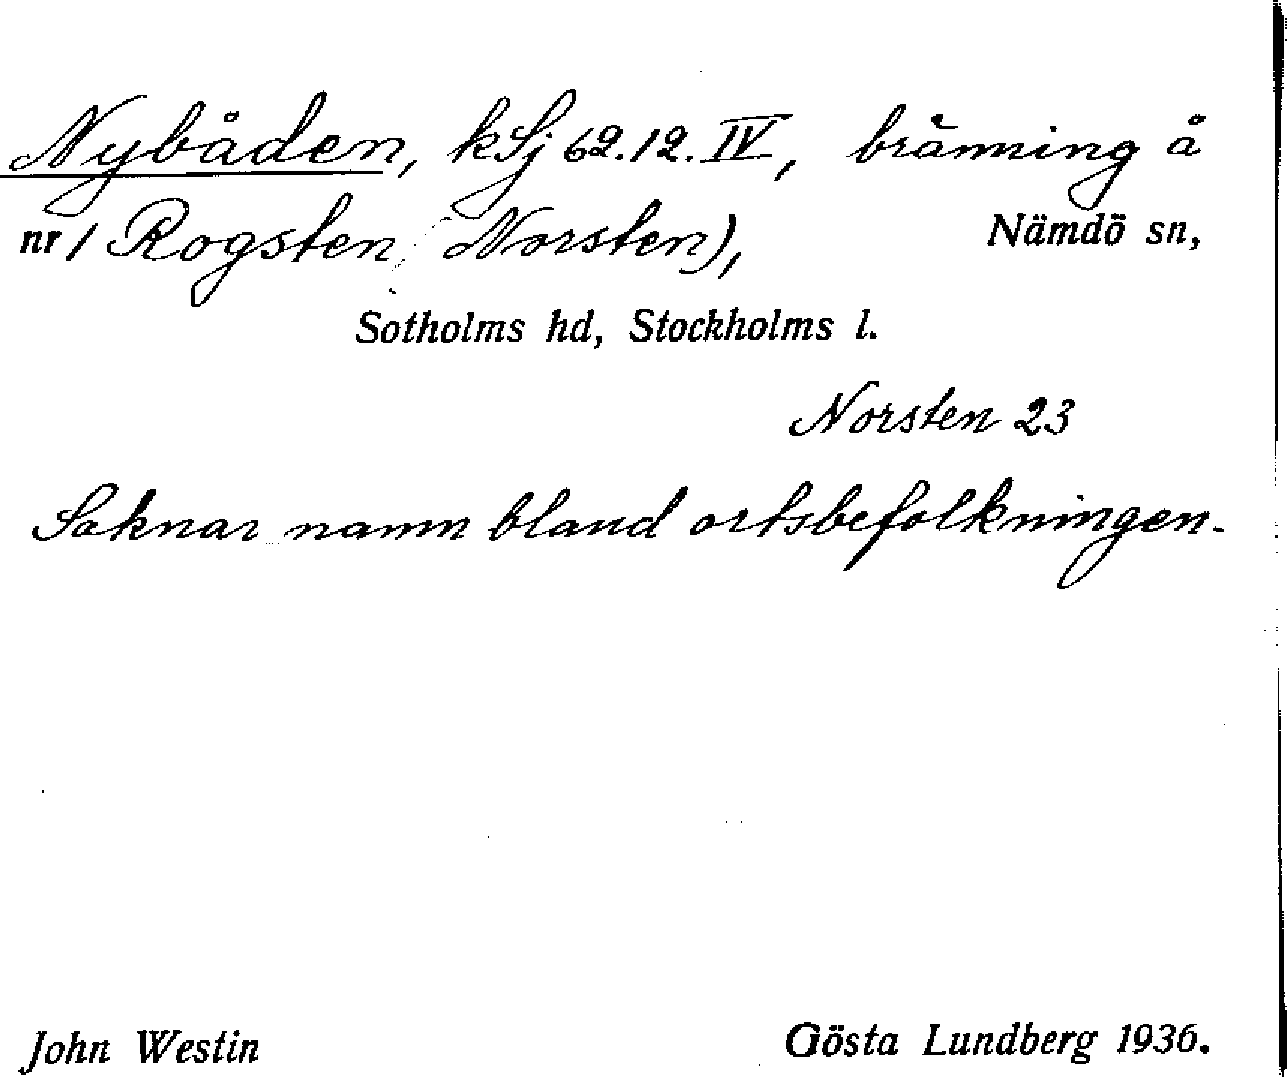 Nybåden, kSj 62.12.IV, bränning å
nr 1 Rogsten (Norsten), Nämdö sn,
Sotholms hd, Stockholms l.
Norsten 23
Saknar namn bland ortsbefolkningen.
John Westin Gösta Lundberg 1936.